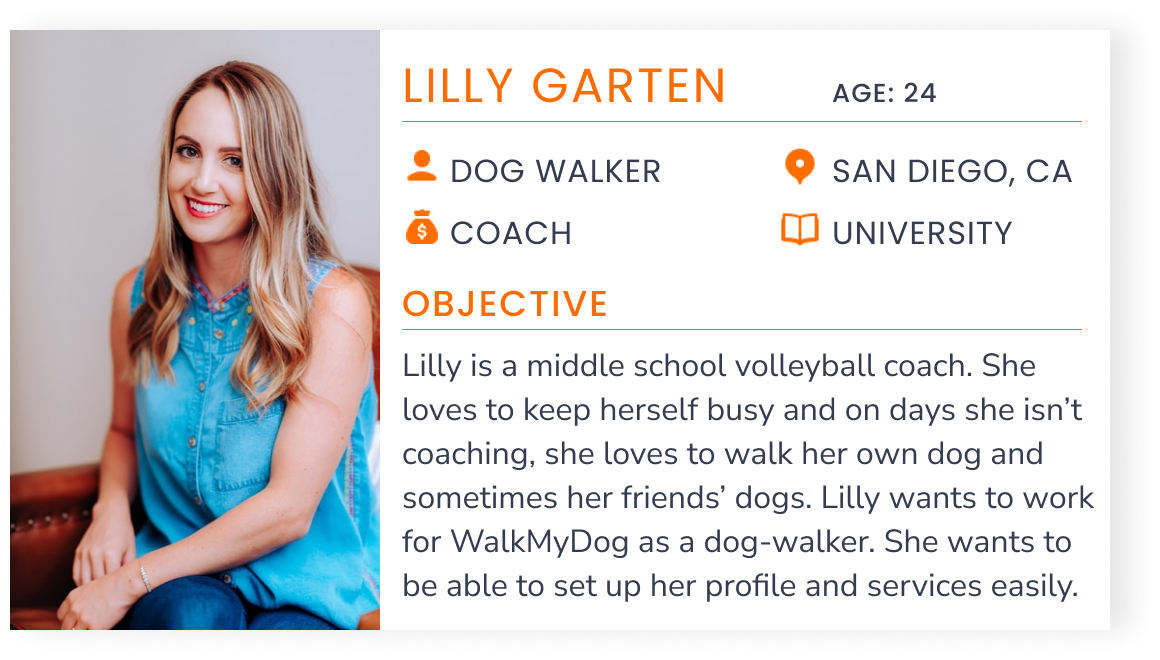 LILLY GARTEN
AGE: 24
DOG WALKER
SAN DIEGO, CA
$ COACH
UNIVERSITY
OBJECTIVE
Lilly is a middle school volleyball coach. She
loves to keep herself busy and on days she isn’t
coaching, she loves to walk her own dog and
sometimes her friends’ dogs. Lilly wants to work
for WalkMyDog as a dog-walker. She wants to
be able to set up her profile and services easily.